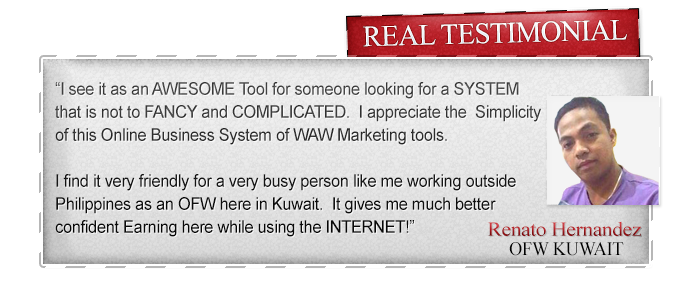 REAL TESTIMONIAL
“I see it as an AWESOME Tool for someone looking for a SYSTEM
that is not to FANCY and COMPLICATED.  I appreciate the  Simplicity
of this Online Business System of WAW Marketing tools.
I find it very friendly for a very busy person like me working outside
Philippines as an OFW here in Kuwait.  It gives me much better
confident Earning here while using the INTERNET!”
Renato Hernandez
OFW KUWAIT